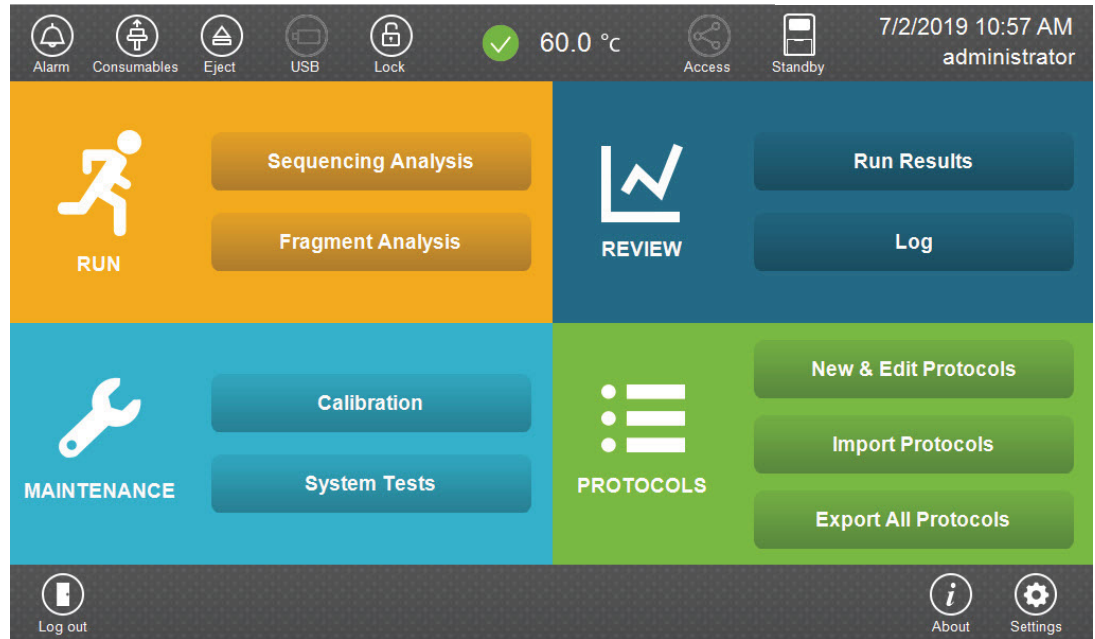 7/2/2019 10:57 AM
administrator
Alarm Consumables Eject USB Lock 60.0 °C Access Standby
RUN
Sequencing Analysis
Fragment Analysis
REVIEW
Run Results
Log
MAINTENANCE
Calibration
System Tests
PROTOCOLS
New & Edit Protocols
Import Protocols
Export All Protocols
Log out
i
About
Settings